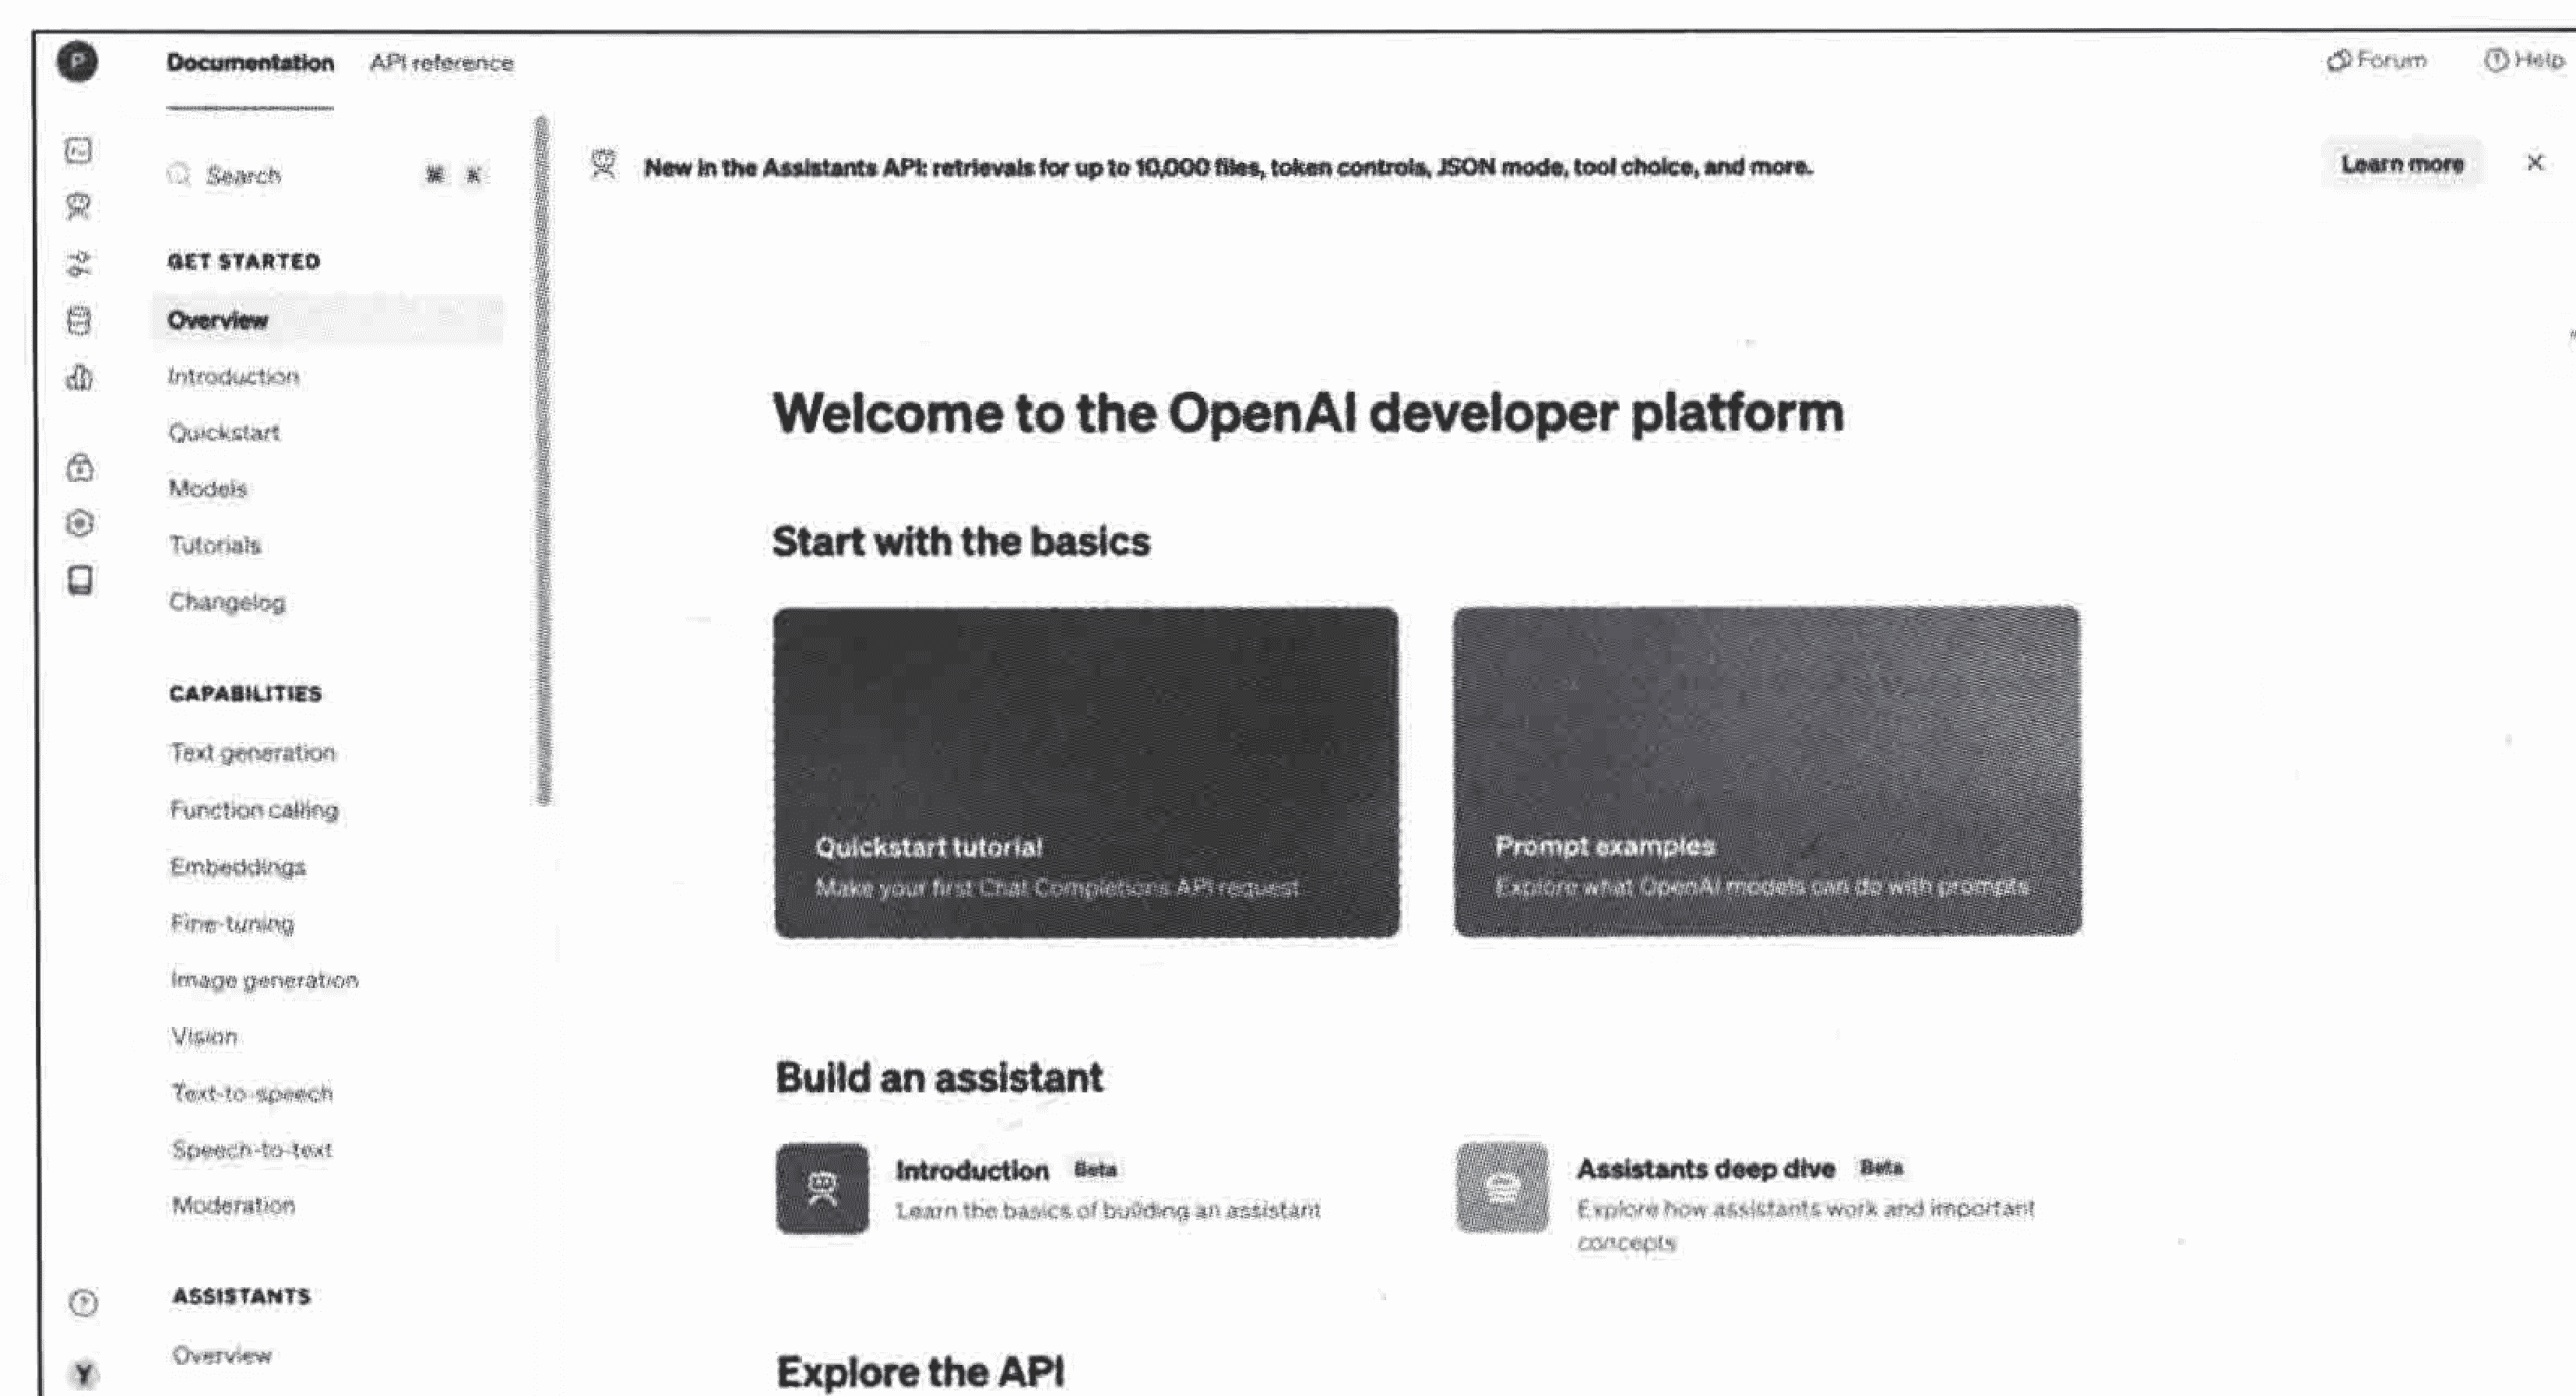 P
Documentation API reference
Forum Help
Search ⌘ K
New in the Assistants API: retrievals for up to 10,000 files, token controls, JSON mode, tool choice, and more.
Learn more
GET STARTED
Overview
Introduction
Quickstart
Models
Tutorials
Changelog
CAPABILITIES
Text generation
Function calling
Embeddings
Fine-tuning
Image generation
Vision
Text-to-speech
Speech-to-text
Moderation
ASSISTANTS
Overview
Y
Welcome to the OpenAI developer platform
Start with the basics
Quickstart tutorial
Make your first Chat Completions API request
Prompt examples
Explore what OpenAI models can do with prompts
Build an assistant
Introduction Beta
Learn the basics of building an assistant
Assistants deep dive Beta
Explore how assistants work and important
concepts
Explore the API